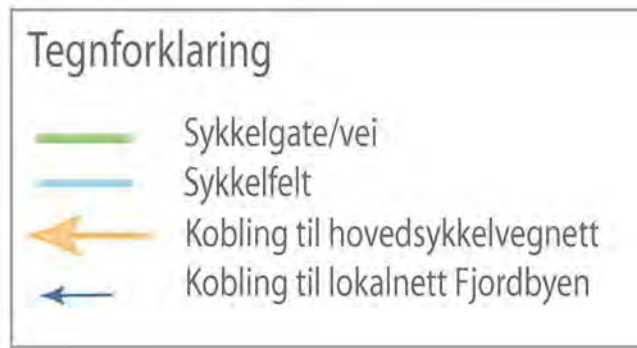 Tegnforklaring
Sykkelgate/vei
Sykkelfelt
Kobling til hovedsykkelvegnett
Kobling til lokalnett Fjordbyen